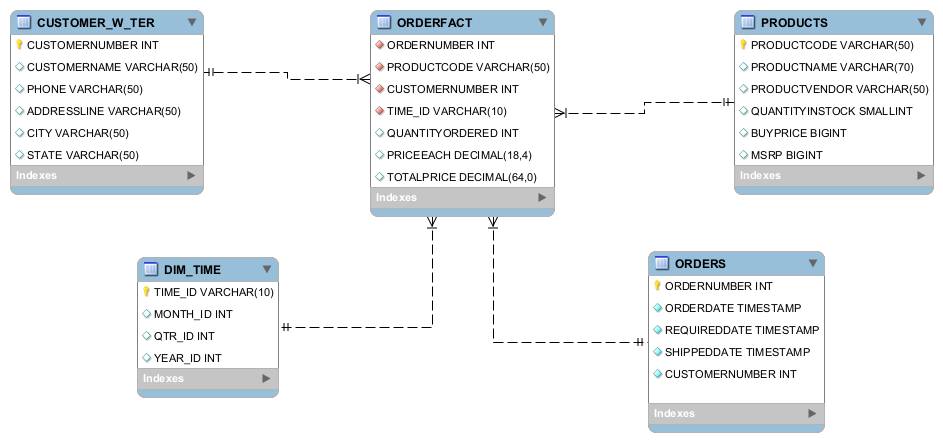 CUSTOMER_W_TER
CUSTOMERNUMBER INT
CUSTOMERNAME VARCHAR(50)
PHONE VARCHAR(50)
ADDRESSLINE VARCHAR(50)
CITY VARCHAR(50)
STATE VARCHAR(50)
Indexes
ORDERFACT
ORDERNUMBER INT
PRODUCTCODE VARCHAR(50)
CUSTOMERNUMBER INT
TIME_ID VARCHAR(10)
QUANTITYORDERED INT
PRICEEACH DECIMAL(18,4)
TOTALPRICE DECIMAL(64,0)
Indexes
PRODUCTS
PRODUCTCODE VARCHAR(50)
PRODUCTNAME VARCHAR(70)
PRODUCTVENDOR VARCHAR(50)
QUANTITYINSTOCK SMALLINT
BUYPRICE BIGINT
MSRP BIGINT
Indexes
DIM_TIME
TIME_ID VARCHAR(10)
MONTH_ID INT
QTR_ID INT
YEAR_ID INT
Indexes
ORDERS
ORDERNUMBER INT
ORDERDATE TIMESTAMP
REQUIREDDATE TIMESTAMP
SHIPPEDDATE TIMESTAMP
CUSTOMERNUMBER INT
Indexes